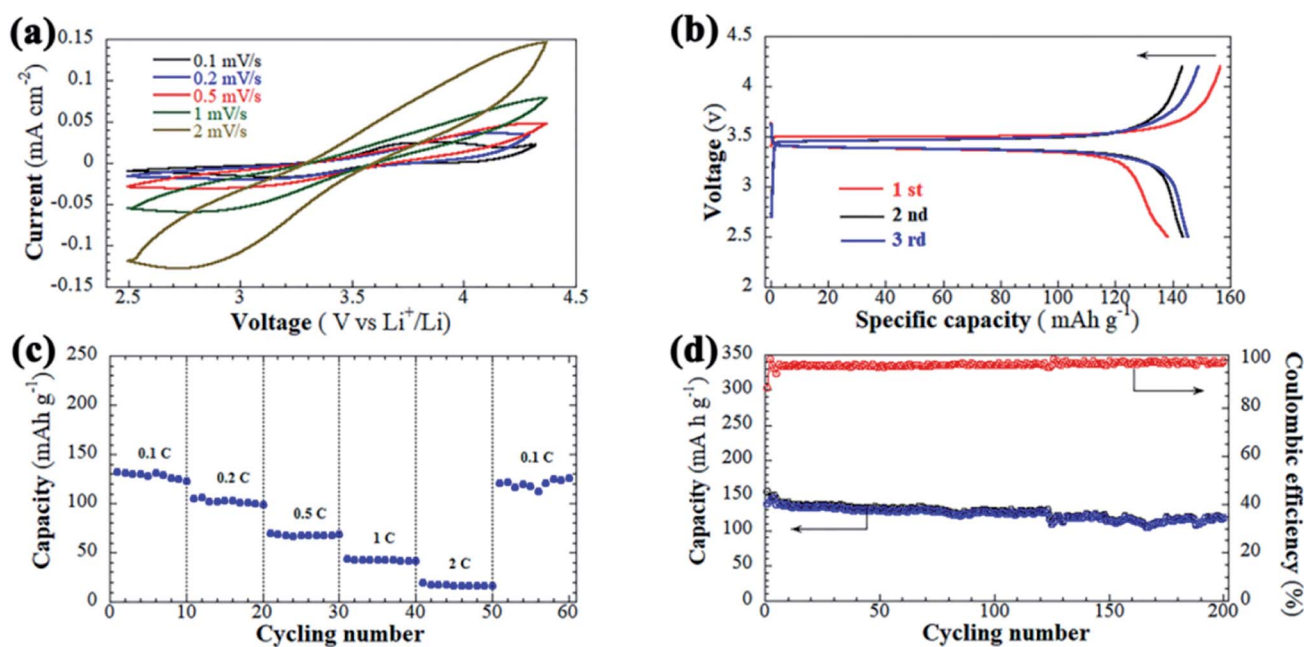 (a)
0.15
0.1
0.05
0
-0.05
-0.1
0.15
Current (mA cm⁻²)
0.1 mV/s
0.2 mV/s
0.5 mV/s
1 mV/s
2 mV/s
2.5 3 3.5 4 4.5
Voltage ( V vs Li⁺/Li)
(b)
4.5
4
3.5
3
2.5
2
Voltage (v)
1 st
2 nd
3 rd
0 20 40 60 80 100 120 140 160
Specific capacity ( mAh g⁻¹)
(c)
250
200
150
100
50
0
Capacity (mAh g⁻¹)
0.1 C
0.2 C
0.5 C
1 C
2 C
0.1 C
0 10 20 30 40 50 60
Cycling number
(d)
350
300
250
200
150
100
50
0
Capacity (mA h g⁻¹)
100
80
60
40
20
0
Coulombic efficiency (%)
0 50 100 150 200
Cycling number